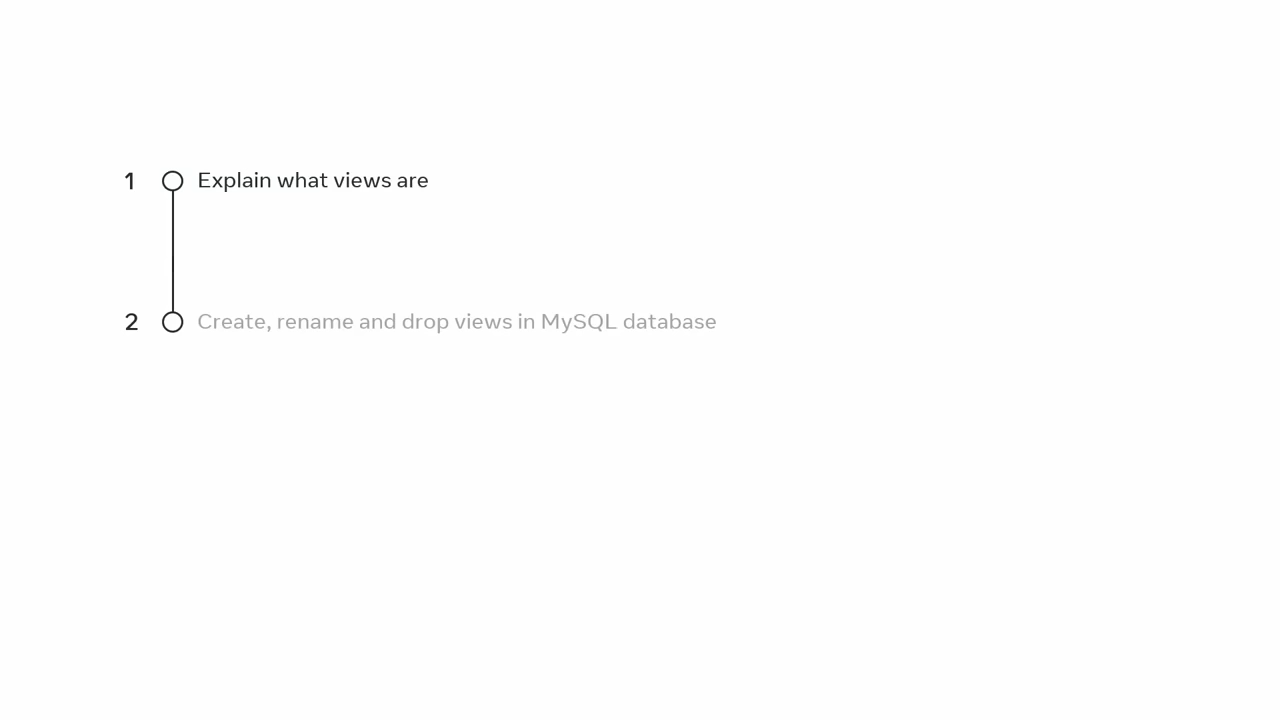 1 Explain what views are
2 Create, rename and drop views in MySQL database